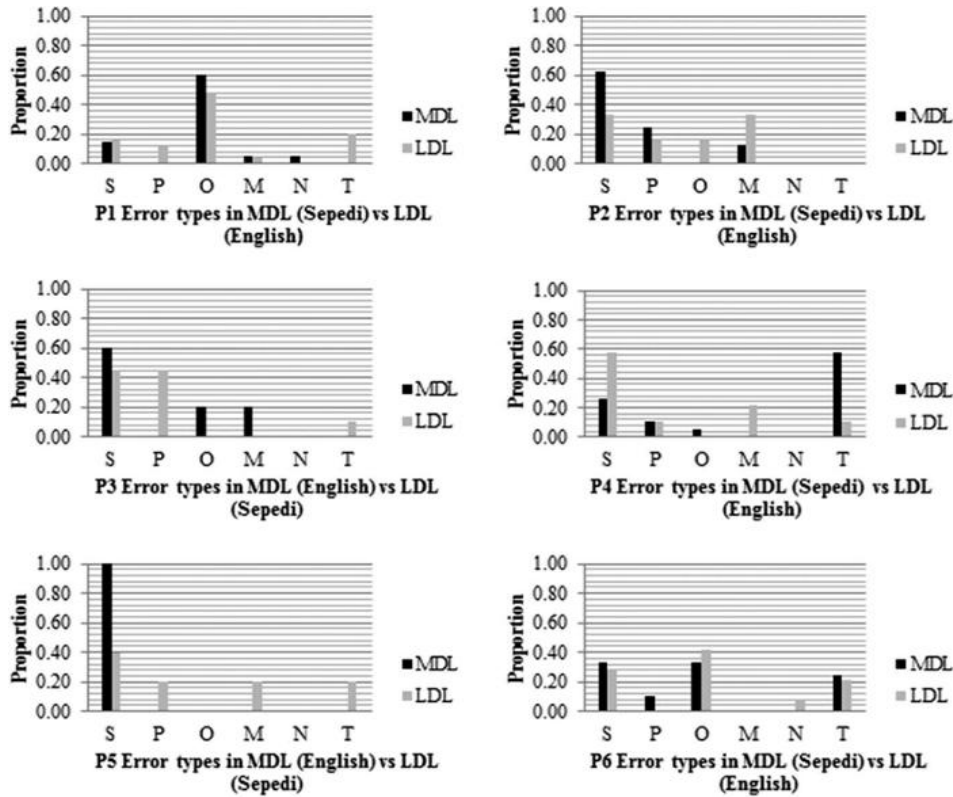 1.00
0.80
0.60
0.40
0.20
0.00
Proportion
S P O M N T
MDL
LDL
P1 Error types in MDL (Sepedi) vs LDL
(English)
1.00
0.80
0.60
0.40
0.20
0.00
Proportion
S P O M N T
MDL
LDL
P2 Error types in MDL (Sepedi) vs LDL
(English)
1.00
0.80
0.60
0.40
0.20
0.00
Proportion
S P O M N T
MDL
LDL
P3 Error types in MDL (English) vs LDL
(Sepedi)
1.00
0.80
0.60
0.40
0.20
0.00
Proportion
S P O M N T
MDL
LDL
P4 Error types in MDL (Sepedi) vs LDL
(English)
1.00
0.80
0.60
0.40
0.20
0.00
Proportion
S P O M N T
MDL
LDL
P5 Error types in MDL (English) vs LDL
(Sepedi)
1.00
0.80
0.60
0.40
0.20
0.00
Proportion
S P O M N T
MDL
LDL
P6 Error types in MDL (Sepedi) vs LDL
(English)